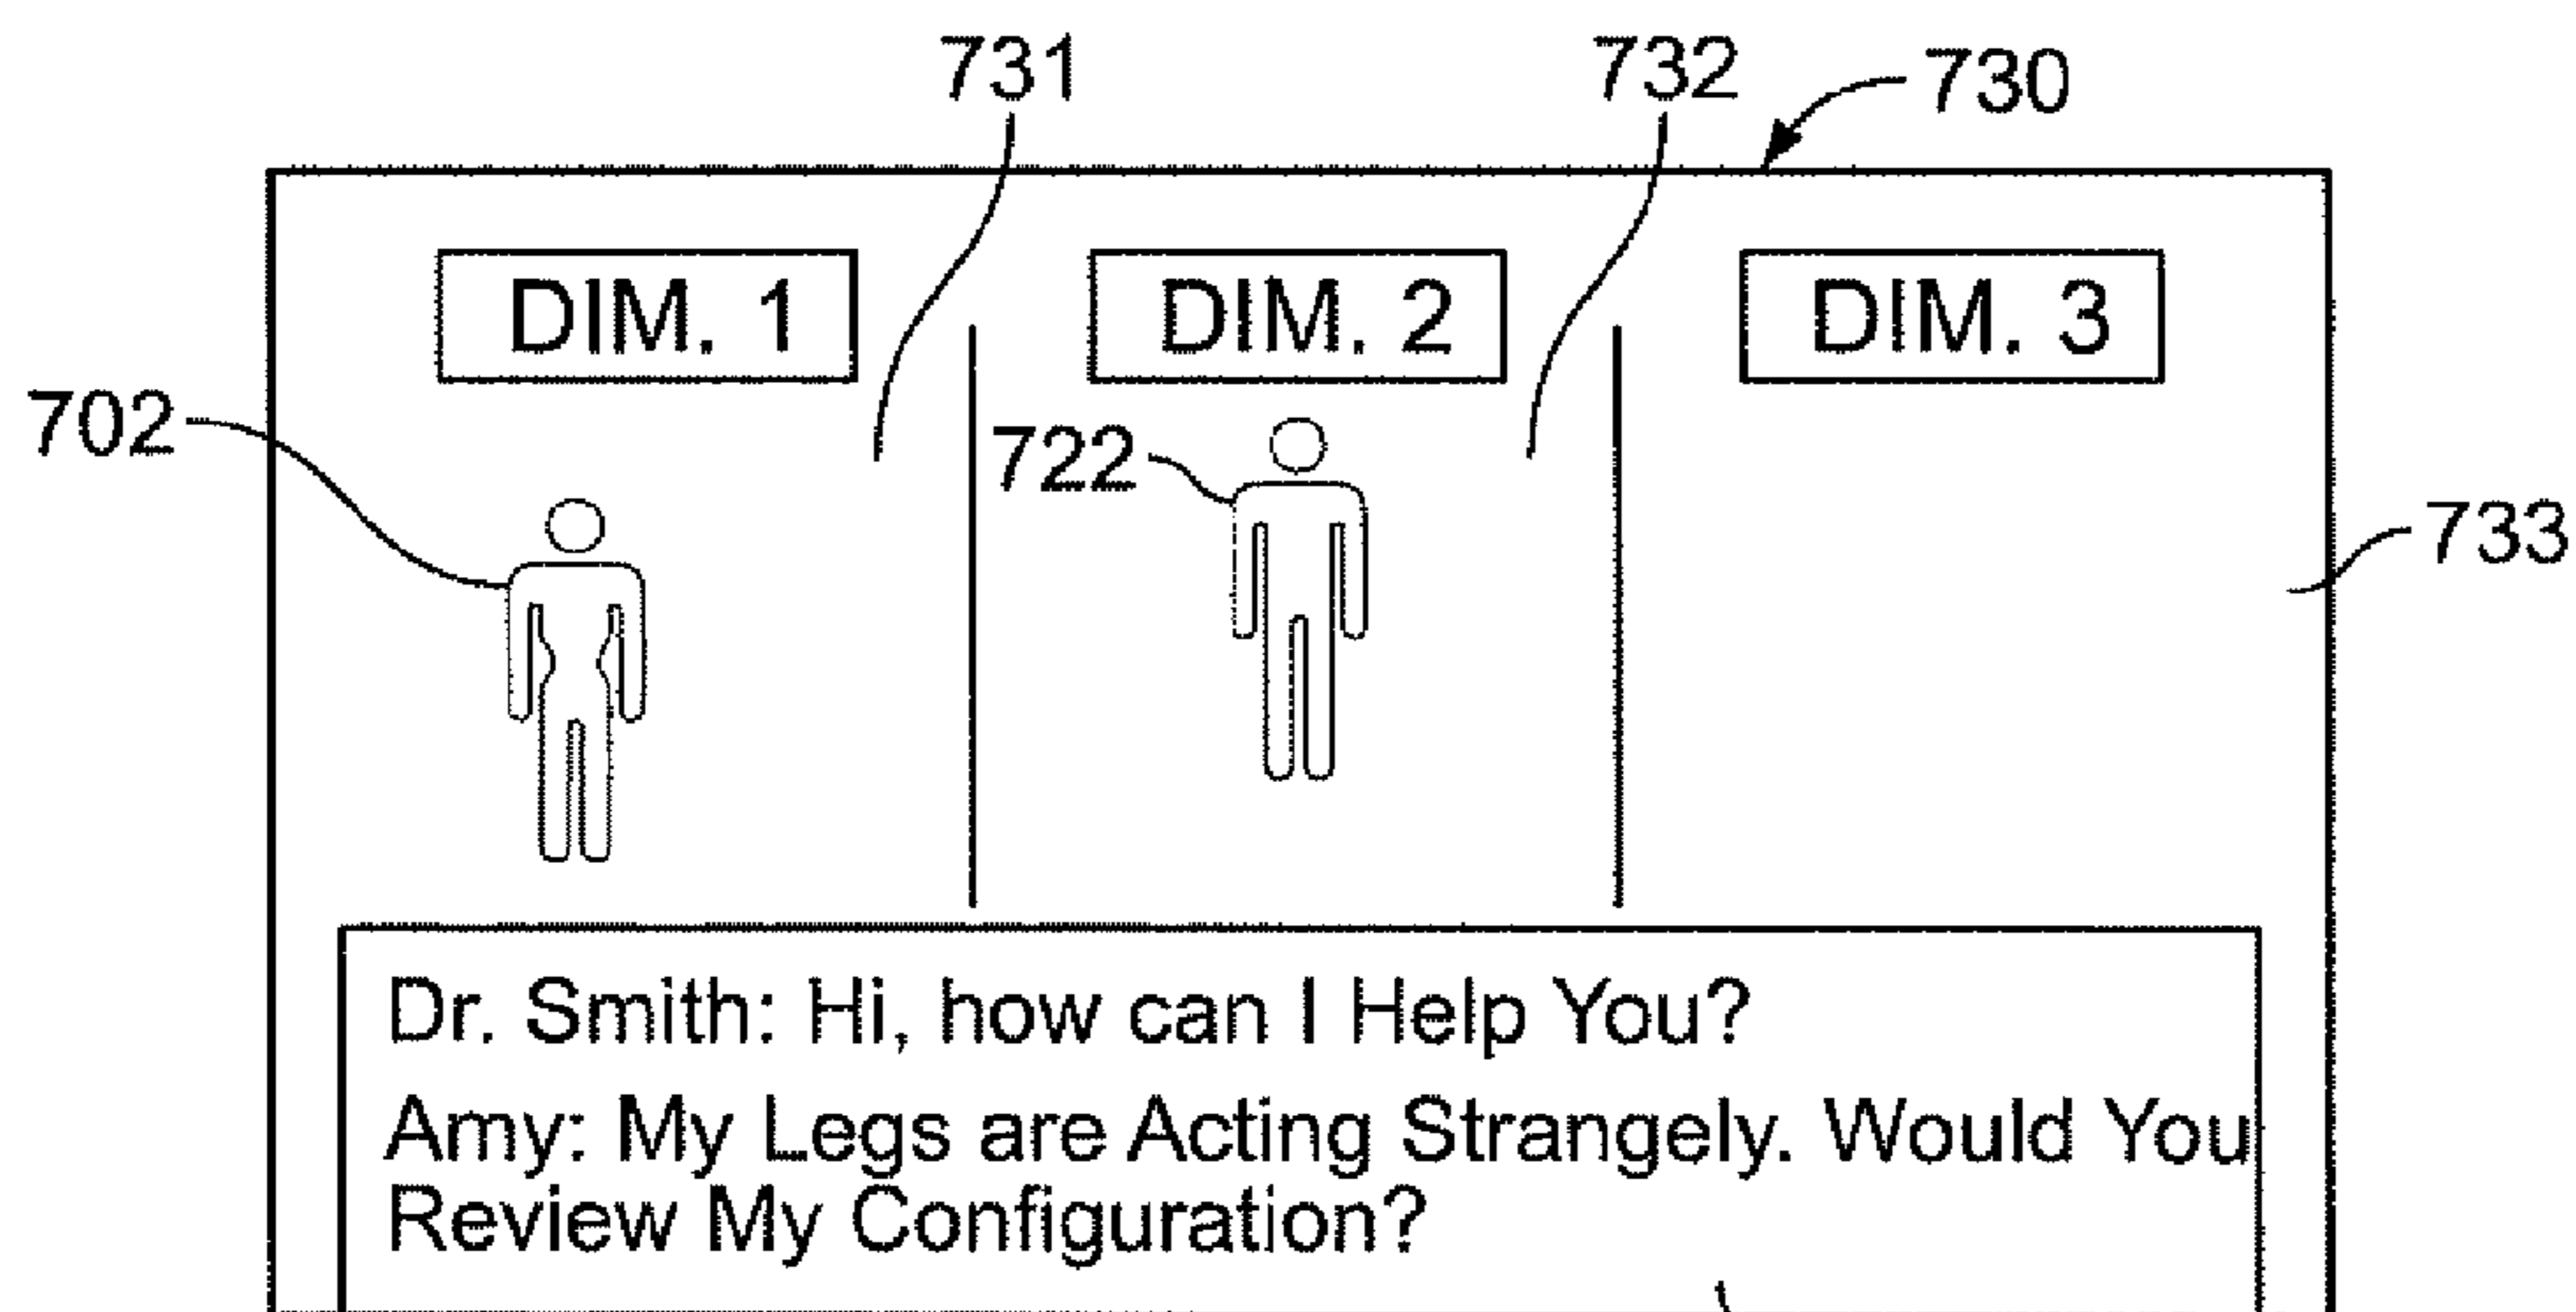 731 732 730
DIM. 1 DIM. 2 DIM. 3
702
722
733
Dr. Smith: Hi, how can I Help You?
Amy: My Legs are Acting Strangely. Would You
Review My Configuration?